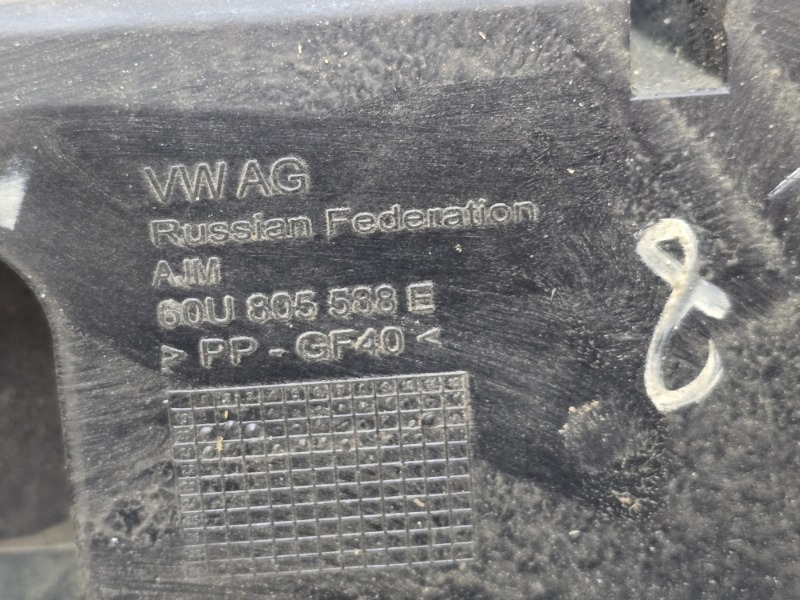 VW AG
Russian Federation
AJM
60U 805 588 E
> PP - GF40 <
8